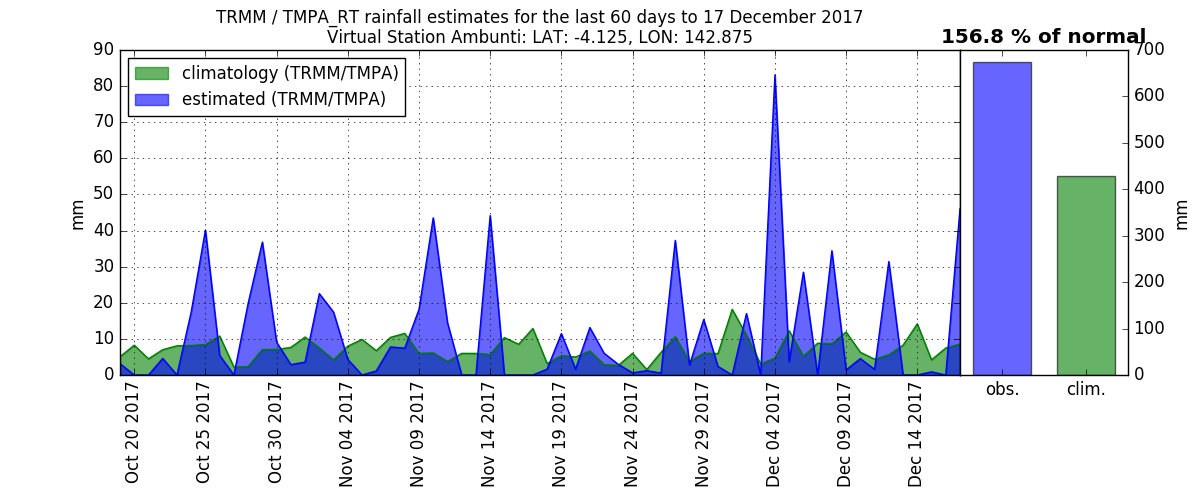 TRMM / TMPA_RT rainfall estimates for the last 60 days to 17 December 2017
Virtual Station Ambunti: LAT: -4.125, LON: 142.875
156.8 % of normal
climatology (TRMM/TMPA)
estimated (TRMM/TMPA)
90
80
70
60
50
40
30
20
10
0
mm
Oct 20 2017
Oct 25 2017
Oct 30 2017
Nov 04 2017
Nov 09 2017
Nov 14 2017
Nov 19 2017
Nov 24 2017
Nov 29 2017
Dec 04 2017
Dec 09 2017
Dec 14 2017
obs.
clim.
700
600
500
400
300
200
100
0
mm